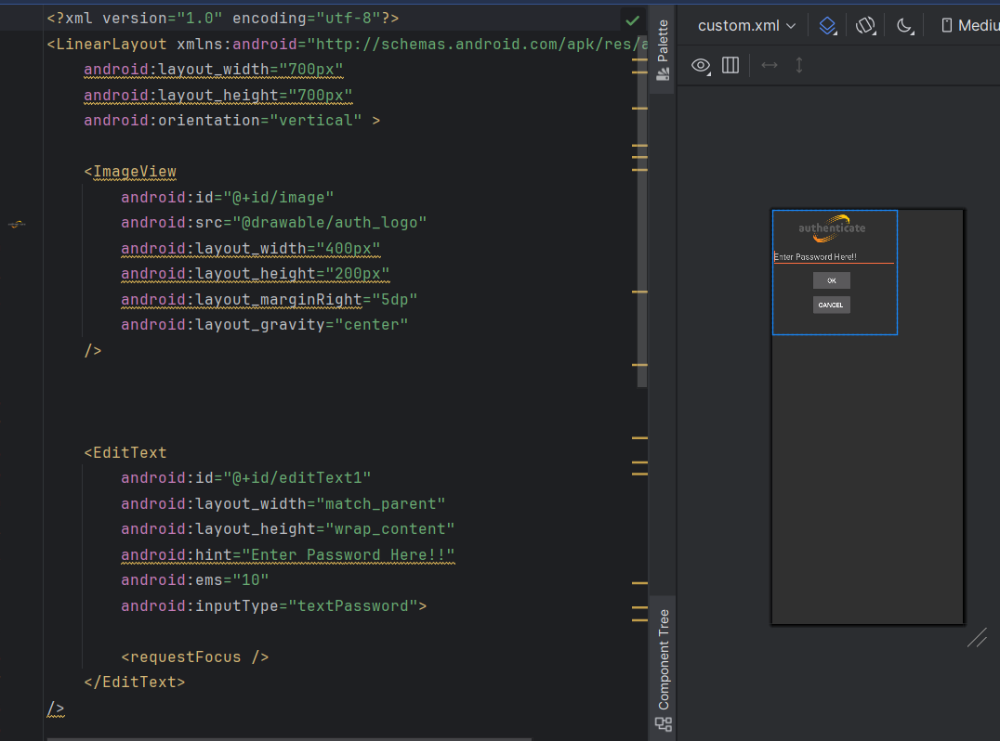 <?xml version="1.0" encoding="utf-8"?>
<LinearLayout xmlns:android="http://schemas.android.com/apk/res/a
android:layout_width="700px"
android:layout_height="700px"
android:orientation="vertical" >
<ImageView
android:id="@+id/image"
android:src="@drawable/auth_logo"
android:layout_width="400px"
android:layout_height="200px"
android:layout_marginRight="5dp"
android:layout_gravity="center"
/>
<EditText
android:id="@+id/editText1"
android:layout_width="match_parent"
android:layout_height="wrap_content"
android:hint="Enter Password Here!!"
android:ems="10"
android:inputType="textPassword">
<requestFocus />
</EditText>
/>
Palette
Component Tree
custom.xml
Mediu
authenticate
Enter Password Here!!
OK
CANCEL